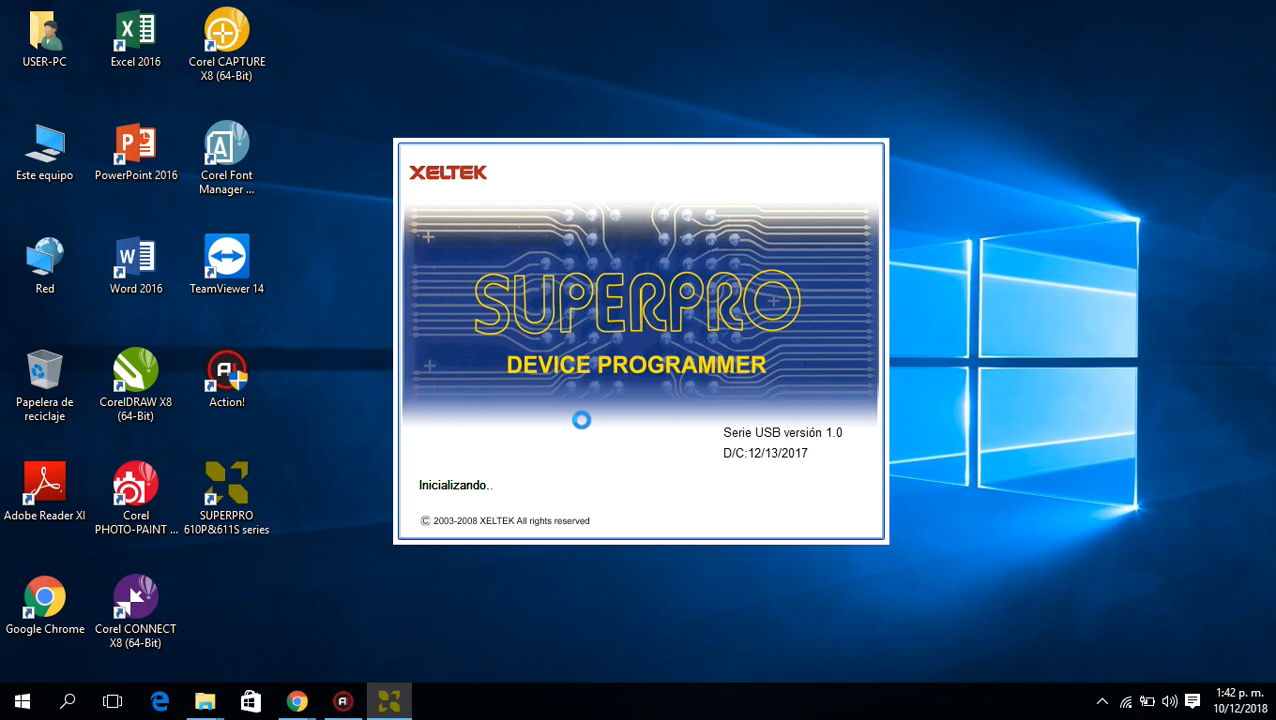 USER-PC
Excel 2016
Corel CAPTURE
X8 (64-Bit)
Este equipo
PowerPoint 2016
Corel Font
Manager ...
Red
Word 2016
TeamViewer 14
Papelera de
reciclaje
CorelDRAW X8
(64-Bit)
Action!
Adobe Reader XI
Corel
PHOTO-PAINT ...
SUPERPRO
610P&611S series
Google Chrome
Corel CONNECT
X8 (64-Bit)
XELTEK
SUPERPRO
DEVICE PROGRAMMER
Serie USB versión 1.0
D/C:12/13/2017
Inicializando..
© 2003-2008 XELTEK All rights reserved
1:42 p. m.
10/12/2018